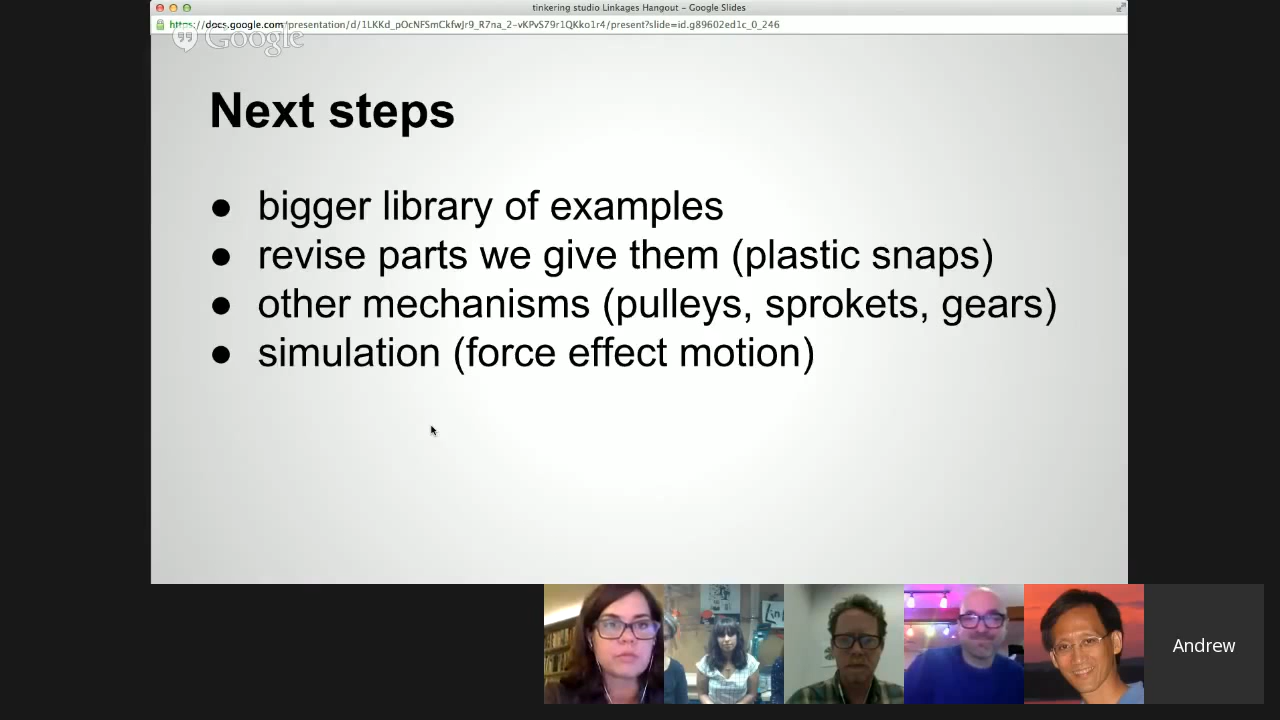 tinkering studio Linkages Hangout – Google Slides
https://docs.google.com/presentation/d/1LKKd_pOcNFSmCkfwJr9_R7na_2-vKPvS79r1QKko1r4/present?slide=id.g89602ed1c_0_246
Google
Next steps
● bigger library of examples
● revise parts we give them (plastic snaps)
● other mechanisms (pulleys, sprokets, gears)
● simulation (force effect motion)
Andrew